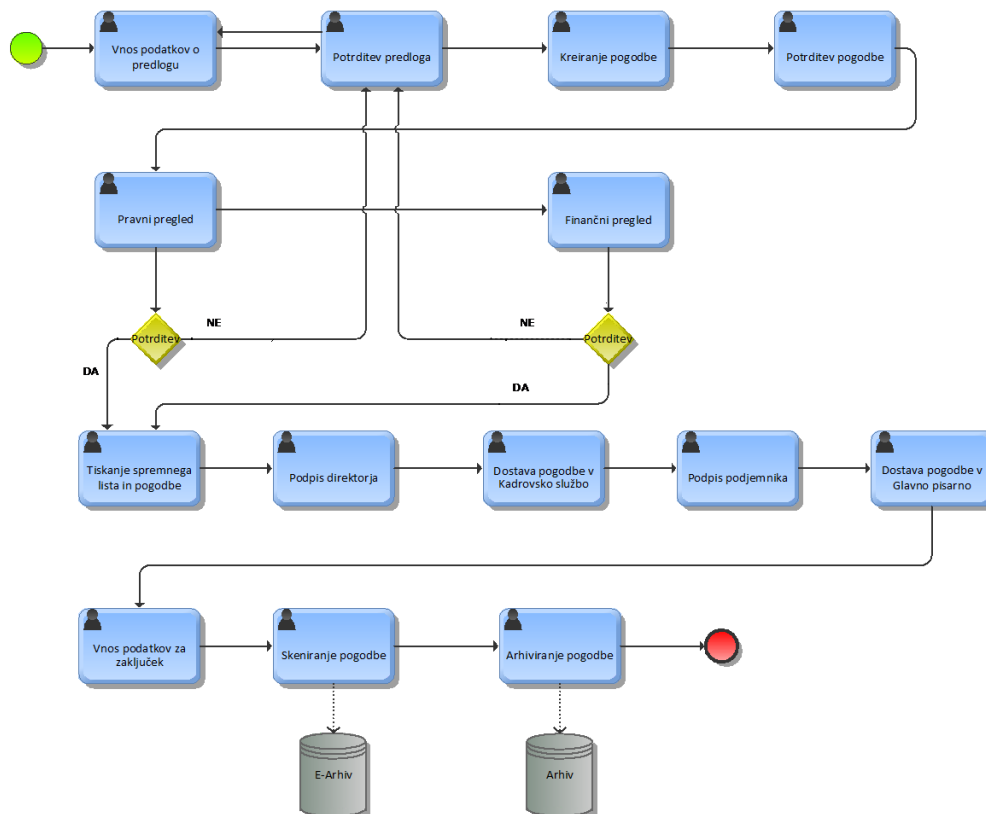 Vnos podatkov o
predlogu
Potrditev predloga
Kreiranje pogodbe
Potrditev pogodbe
Pravni pregled
Finančni pregled
Potrditev
NE
NE
Potrditev
DA
DA
Tiskanje spremnega
lista in pogodbe
Podpis direktorja
Dostava pogodbe v
Kadrovsko službo
Podpis podjemnika
Dostava pogodbe v
Glavno pisarno
Vnos podatkov za
zaključek
Skeniranje pogodbe
Arhiviranje pogodbe
E-Arhiv
Arhiv